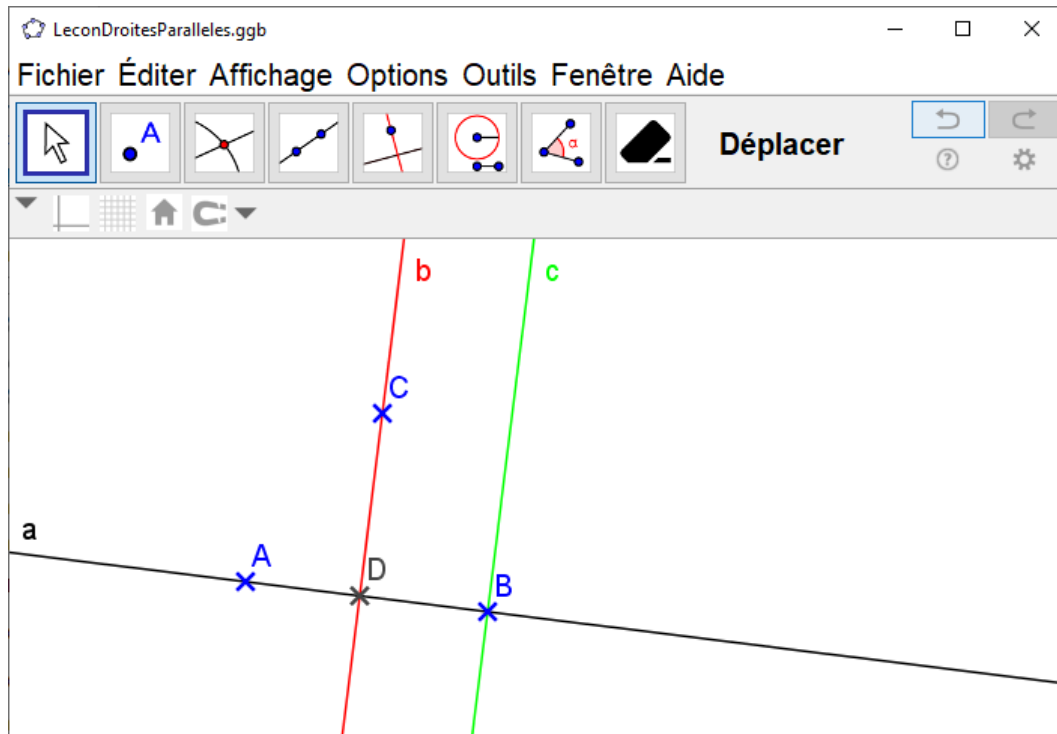 LeconDroitesParalleles.ggb
Fichier Éditer Affichage Options Outils Fenêtre Aide
A α Déplacer ?
b c
C
a
A D B